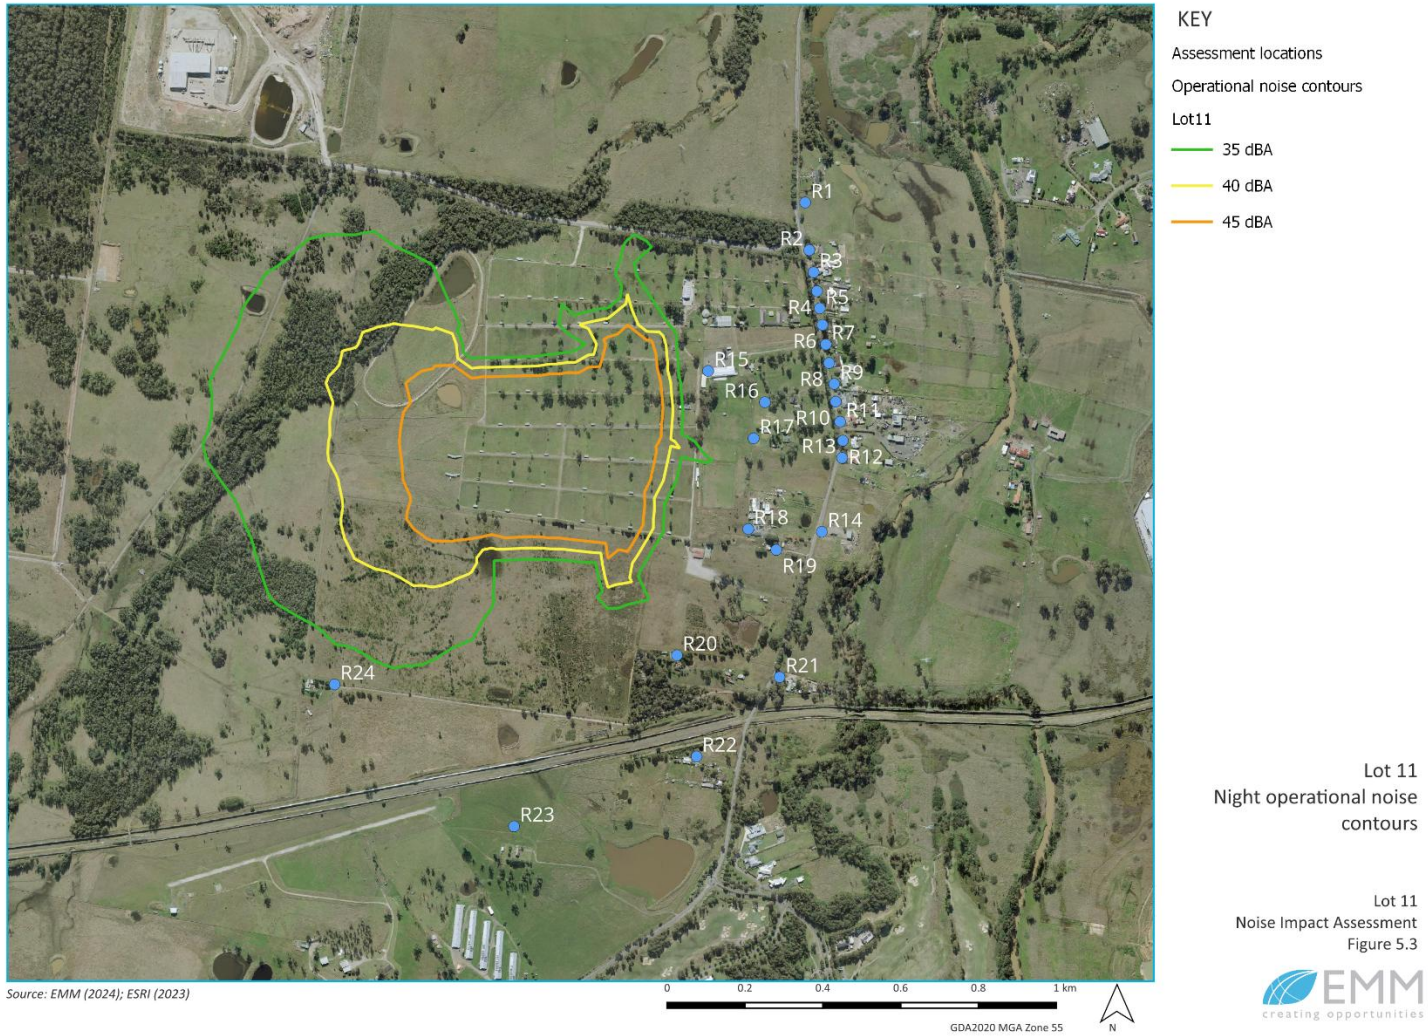 KEY
Assessment locations
Operational noise contours
Lot11
35 dBA
40 dBA
45 dBA
R1
R2
R3
R4
R5
R6
R7
R8
R9
R10
R11
R13
R12
R14
R15
R16
R17
R18
R19
R20
R21
R22
R23
R24
Lot 11
Night operational noise
contours
Lot 11
Noise Impact Assessment
Figure 5.3
EMM
creating opportunities
Source: EMM (2024); ESRI (2023)
0 0.2 0.4 0.6 0.8 1 km
GDA2020 MGA Zone 55
N